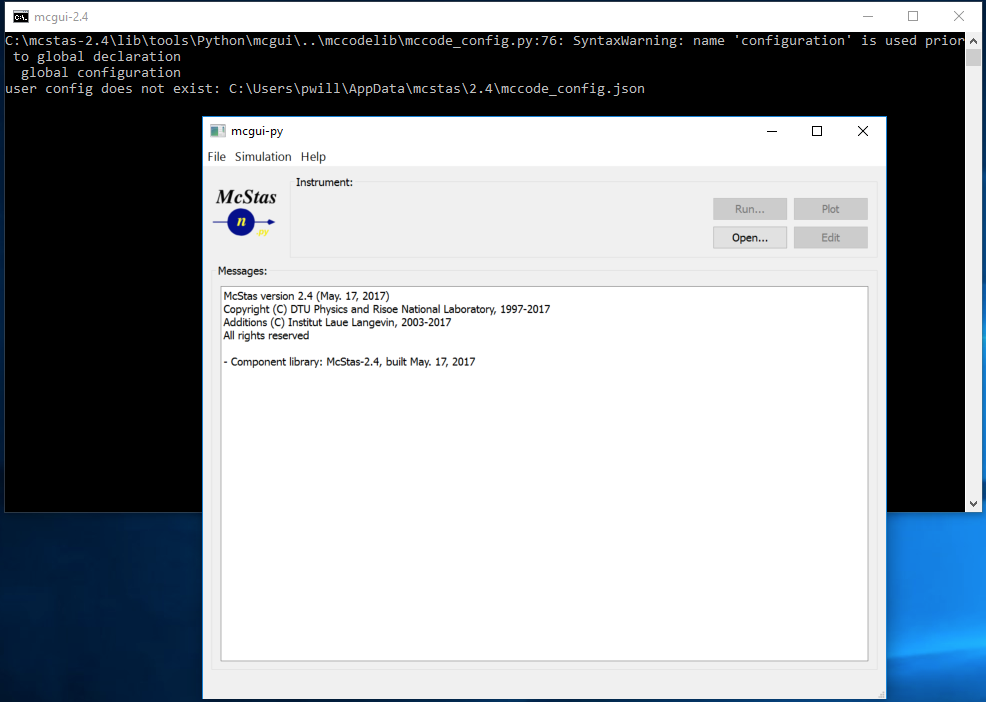 mcgui-2.4
C:\mcstas-2.4\lib\tools\Python\mcgui\..\mccodelib\mccode_config.py:76: SyntaxWarning: name 'configuration' is used prior
to global declaration
global configuration
user config does not exist: C:\Users\pwill\AppData\mcstas\2.4\mccode_config.json
mcgui-py
File Simulation Help
McStas
n
py
Instrument:
Run... Plot
Open... Edit
Messages:
McStas version 2.4 (May. 17, 2017)
Copyright (C) DTU Physics and Risoe National Laboratory, 1997-2017
Additions (C) Institut Laue Langevin, 2003-2017
All rights reserved
- Component library: McStas-2.4, built May. 17, 2017